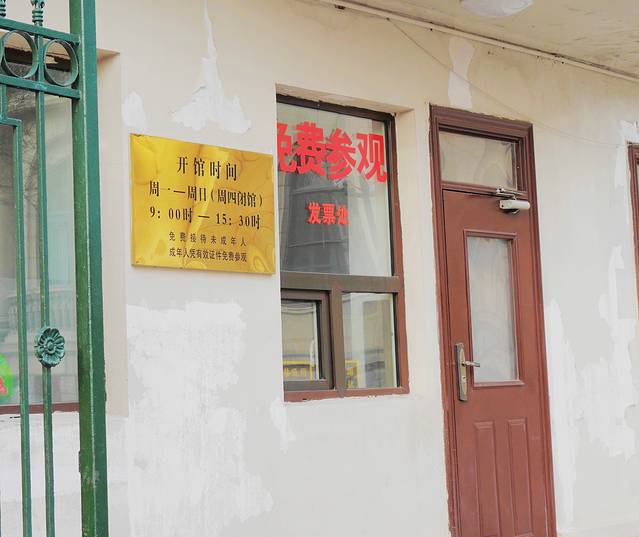 开馆时间
周一—周日(周四闭馆)
9:00时—15:30时
免费接待未成年人
成年人凭有效证件免费参观
免费参观
发票处